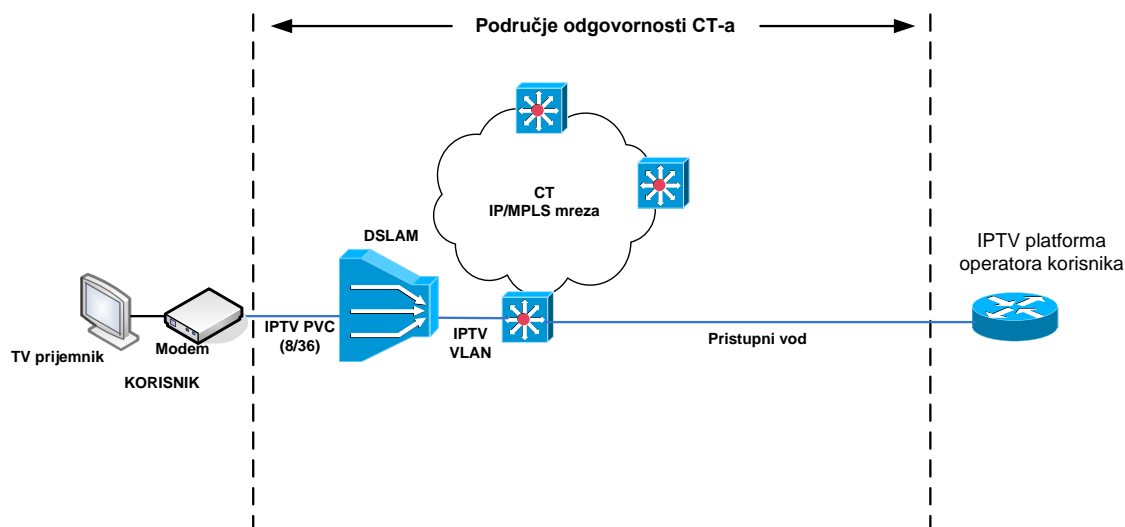 Područje odgovornosti CT-a
CT
IP/MPLS mreza
DSLAM
IPTV platforma
operatora korisnika
TV prijemnik
Modem
KORISNIK
IPTV PVC
(8/36)
IPTV
VLAN
Pristupni vod